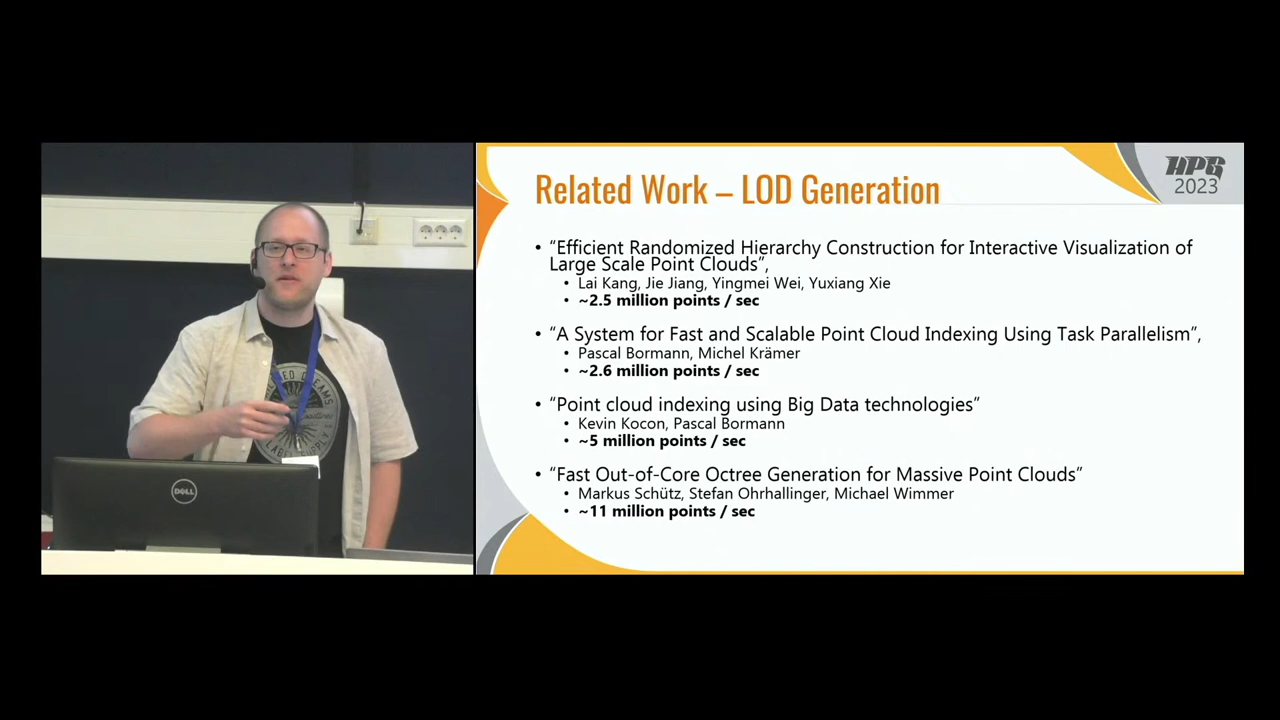 HPG
2023
Related Work – LOD Generation
• “Efficient Randomized Hierarchy Construction for Interactive Visualization of
Large Scale Point Clouds”,
• Lai Kang, Jie Jiang, Yingmei Wei, Yuxiang Xie
• ~2.5 million points / sec
• “A System for Fast and Scalable Point Cloud Indexing Using Task Parallelism”,
• Pascal Bormann, Michel Krämer
• ~2.6 million points / sec
• “Point cloud indexing using Big Data technologies”
• Kevin Kocon, Pascal Bormann
• ~5 million points / sec
• “Fast Out-of-Core Octree Generation for Massive Point Clouds”
• Markus Schütz, Stefan Ohrhallinger, Michael Wimmer
• ~11 million points / sec
DELL